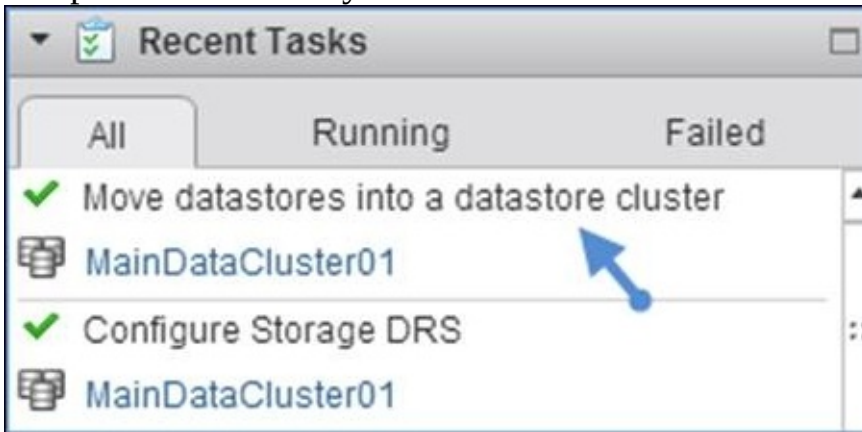 Recent Tasks
All Running Failed
Move datastores into a datastore cluster
MainDataCluster01
Configure Storage DRS
MainDataCluster01